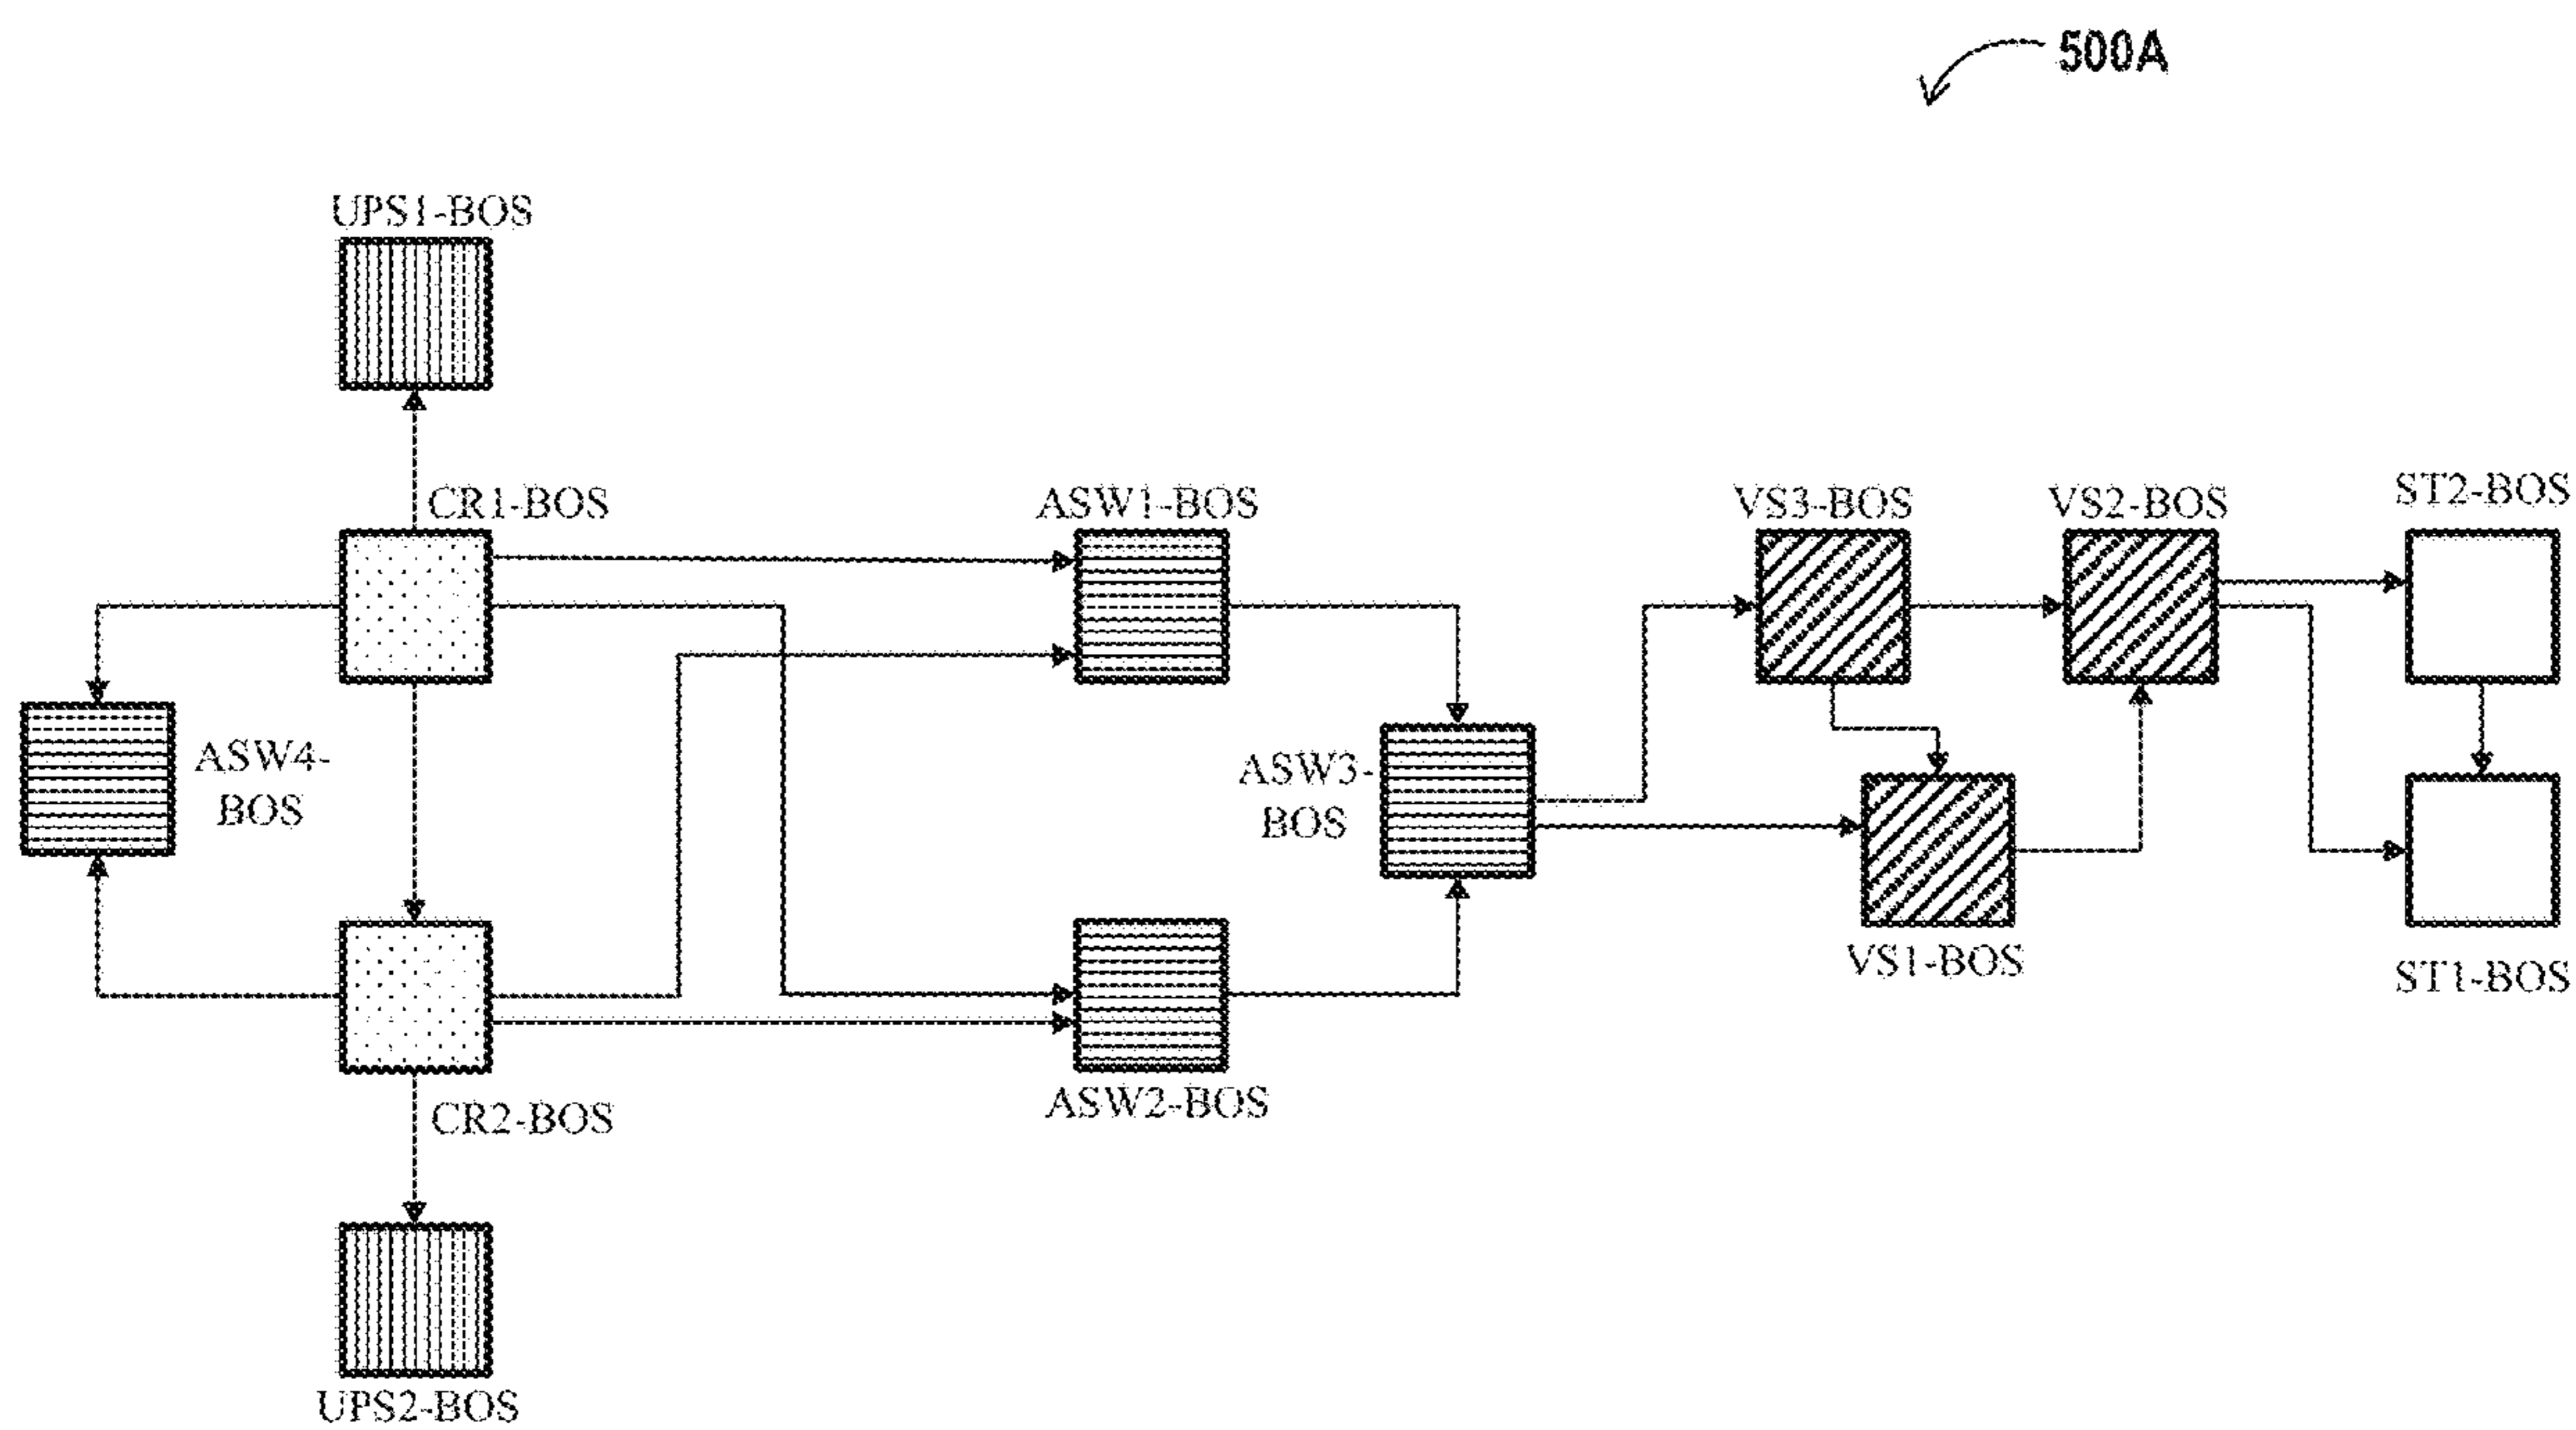 500A
UPS1-BOS
CR1-BOS
ASW1-BOS
VS3-BOS
VS2-BOS
ST2-BOS
ASW4-
BOS
ASW3-
BOS
VS1-BOS
ST1-BOS
CR2-BOS
ASW2-BOS
UPS2-BOS